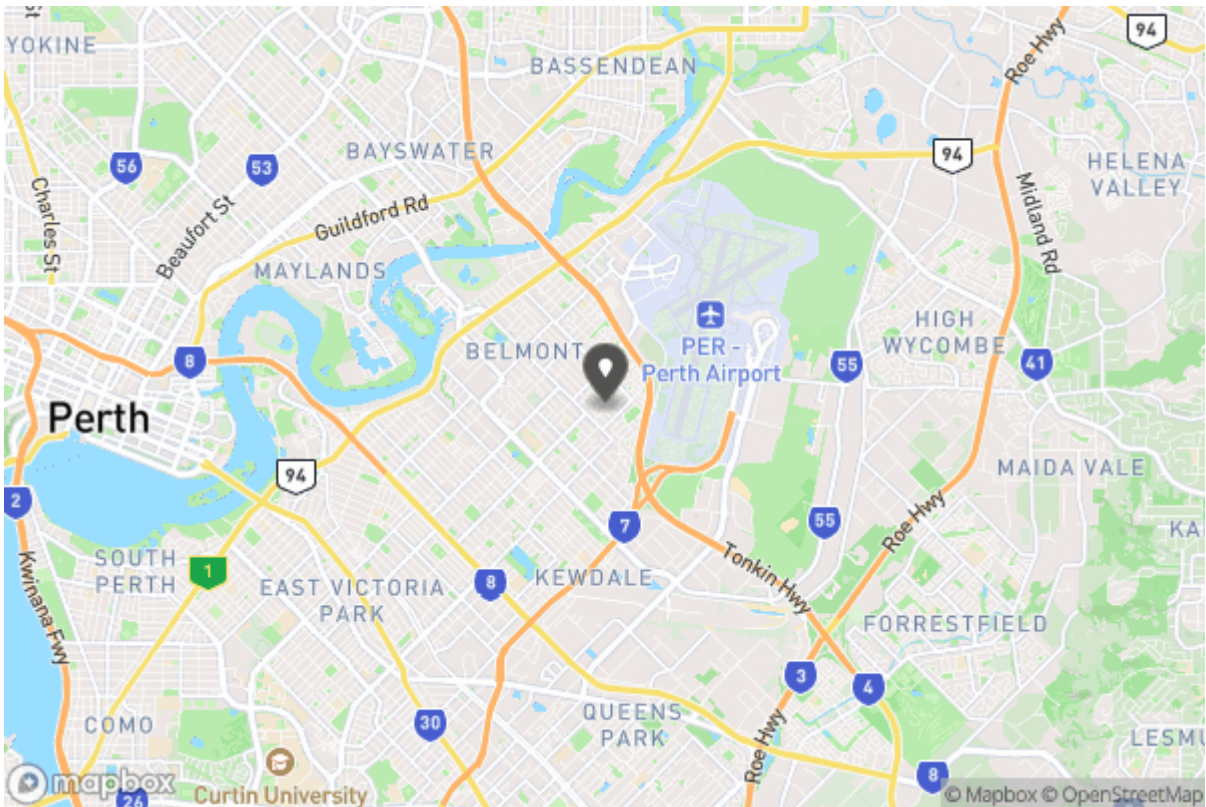 YOKINE
BASSENDEAN
Roe Hwy
94
56
53
BAYSWATER
94
HELENA
VALLEY
Charles St
Beaufort St
Guildford Rd
Midland Rd
MAYLANDS
8
BELMONT
PER -
Perth Airport
HIGH
WYCOMBE
55
41
Perth
94
MAIDA VALE
2
7
55
Roe Hwy
SOUTH
PERTH
1
Kwinana Fwy
EAST VICTORIA
PARK
8
KEWDALE
Tonkin Hwy
FORRESTFIELD
3
4
COMO
30
QUEENS
PARK
Roe Hwy
LESMU
mapbox
26
Curtin University
8
© Mapbox © OpenStreetMap